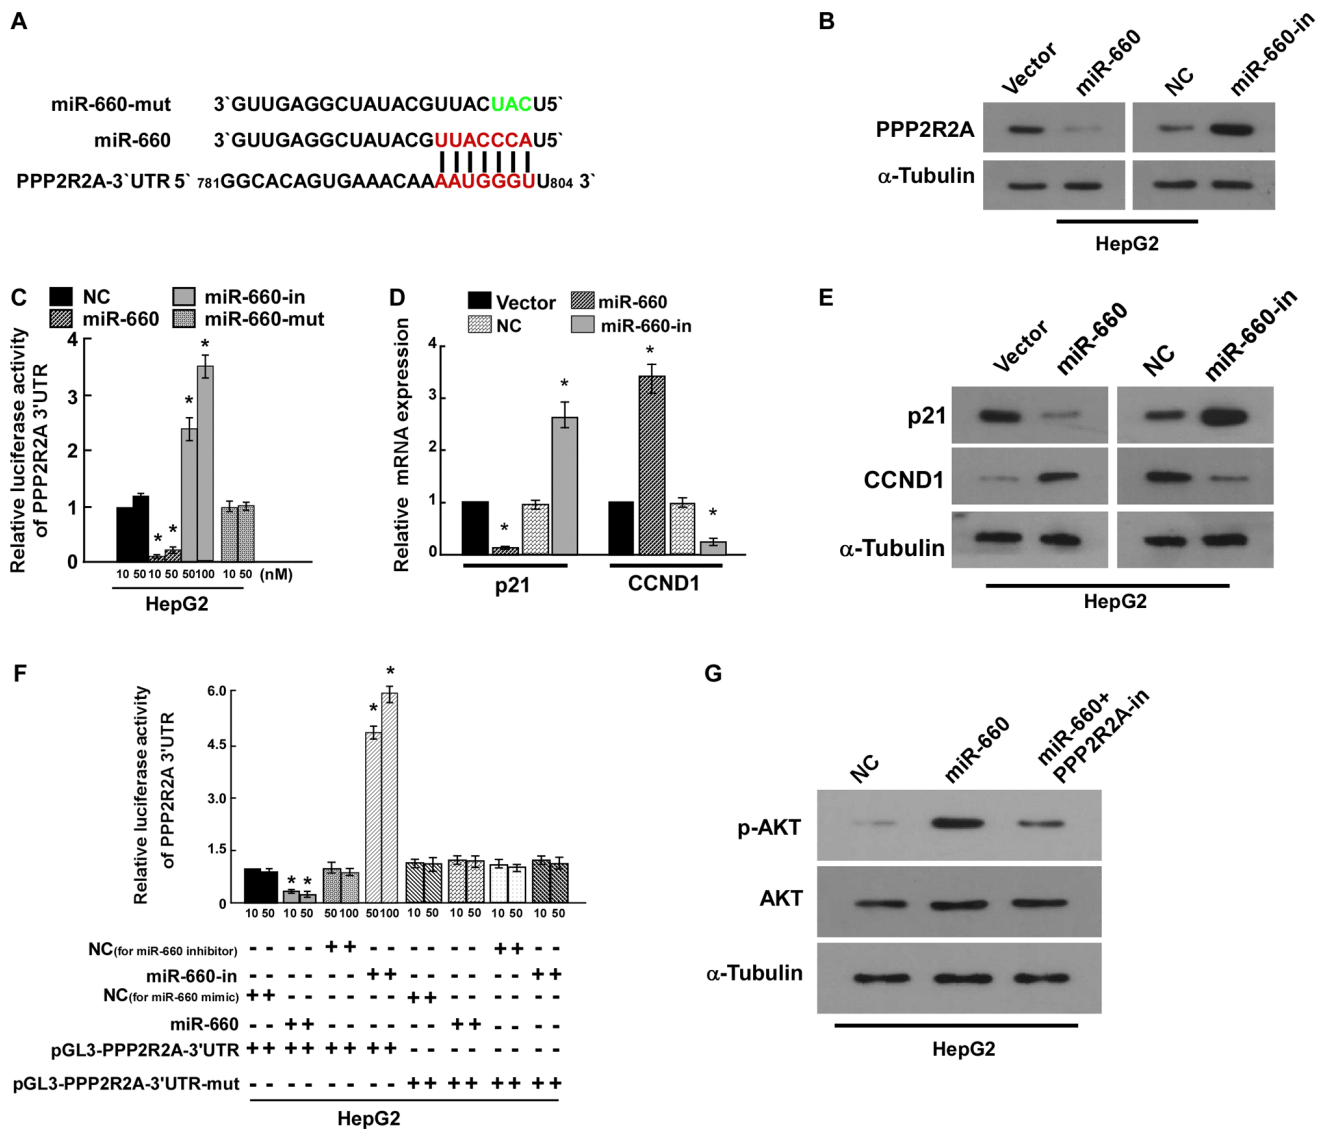 A
miR-660-mut 3`GUUGAGGCUAUACGUUACUACU5`
miR-660 3`GUUGAGGCUAUACGUUACCCAU5`
PPP2R2A-3`UTR 5` 781GGCACAGUGAAACAAAAUGGGUU804 3`
B
Vector miR-660 NC miR-660-in
PPP2R2A
α-Tubulin
HepG2
C
NC miR-660-in
miR-660 miR-660-mut
Relative luciferase activity
of PPP2R2A 3'UTR
4
3
2
1
0
10 50 10 50 50 100 10 50 (nM)
HepG2
D
Vector miR-660
NC miR-660-in
Relative mRNA expression
4
3
2
1
0
p21 CCND1
* * * *
* * * *
E
Vector miR-660 NC miR-660-in
p21
CCND1
α-Tubulin
HepG2
F
Relative luciferase activity
of PPP2R2A 3'UTR
6.0
4.5
3.0
1.5
0
* * * *
10 50 10 50 50 100 50 100 10 50 10 50 10 50 10 50
NC(for miR-660 inhibitor) - - - - + + - - - - - - + + - -
miR-660-in - - - - - - + + - - - - - - + +
NC(for miR-660 mimic) + + - - - - - - + + - - - - - -
miR-660 - - + + - - - - - - + + - - - -
pGL3-PPP2R2A-3'UTR + + + + + + + + - - - - - - - -
pGL3-PPP2R2A-3'UTR-mut - - - - - - - - + + + + + + + +
HepG2
G
NC miR-660 miR-660+
PPP2R2A-in
p-AKT
AKT
α-Tubulin
HepG2